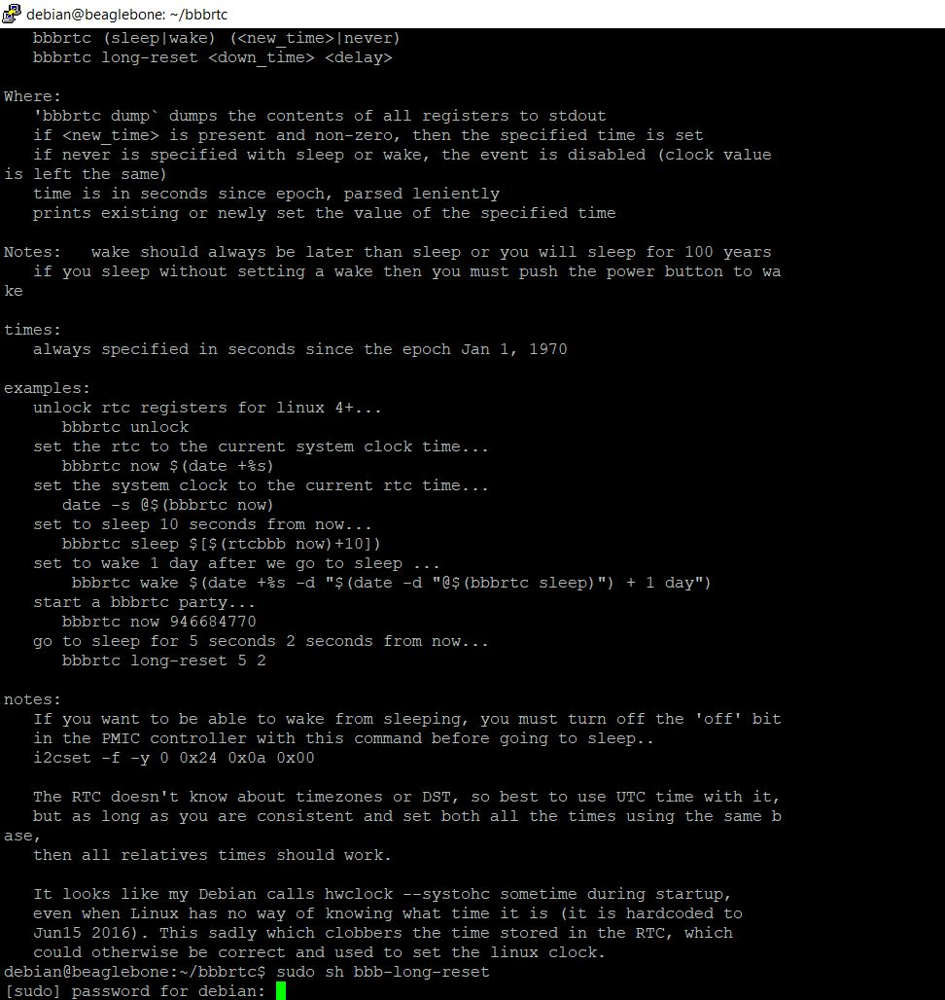 debian@beaglebone: ~/bbbrtc
bbbrtc (sleep|wake) (<new_time>|never)
bbbrtc long-reset <down_time> <delay>
Where:
'bbbrtc dump` dumps the contents of all registers to stdout
if <new_time> is present and non-zero, then the specified time is set
if never is specified with sleep or wake, the event is disabled (clock value
is left the same)
time is in seconds since epoch, parsed leniently
prints existing or newly set the value of the specified time
Notes:   wake should always be later than sleep or you will sleep for 100 years
if you sleep without setting a wake then you must push the power button to wa
ke
times:
always specified in seconds since the epoch Jan 1, 1970
examples:
unlock rtc registers for linux 4+...
bbbrtc unlock
set the rtc to the current system clock time...
bbbrtc now $(date +%s)
set the system clock to the current rtc time...
date -s @$(bbbrtc now)
set to sleep 10 seconds from now...
bbbrtc sleep $[$(rtcbbb now)+10])
set to wake 1 day after we go to sleep ...
bbbrtc wake $(date +%s -d "$(date -d "@$(bbbrtc sleep)") + 1 day")
start a bbbrtc party...
bbbrtc now 946684770
go to sleep for 5 seconds 2 seconds from now...
bbbrtc long-reset 5 2
notes:
If you want to be able to wake from sleeping, you must turn off the 'off' bit
in the PMIC controller with this command before going to sleep..
i2cset -f -y 0 0x24 0x0a 0x00
The RTC doesn't know about timezones or DST, so best to use UTC time with it,
but as long as you are consistent and set both all the times using the same b
ase,
then all relatives times should work.
It looks like my Debian calls hwclock --systohc sometime during startup,
even when Linux has no way of knowing what time it is (it is hardcoded to
Jun15 2016). This sadly which clobbers the time stored in the RTC, which
could otherwise be correct and used to set the linux clock.
debian@beaglebone:~/bbbrtc$ sudo sh bbb-long-reset
[sudo] password for debian: